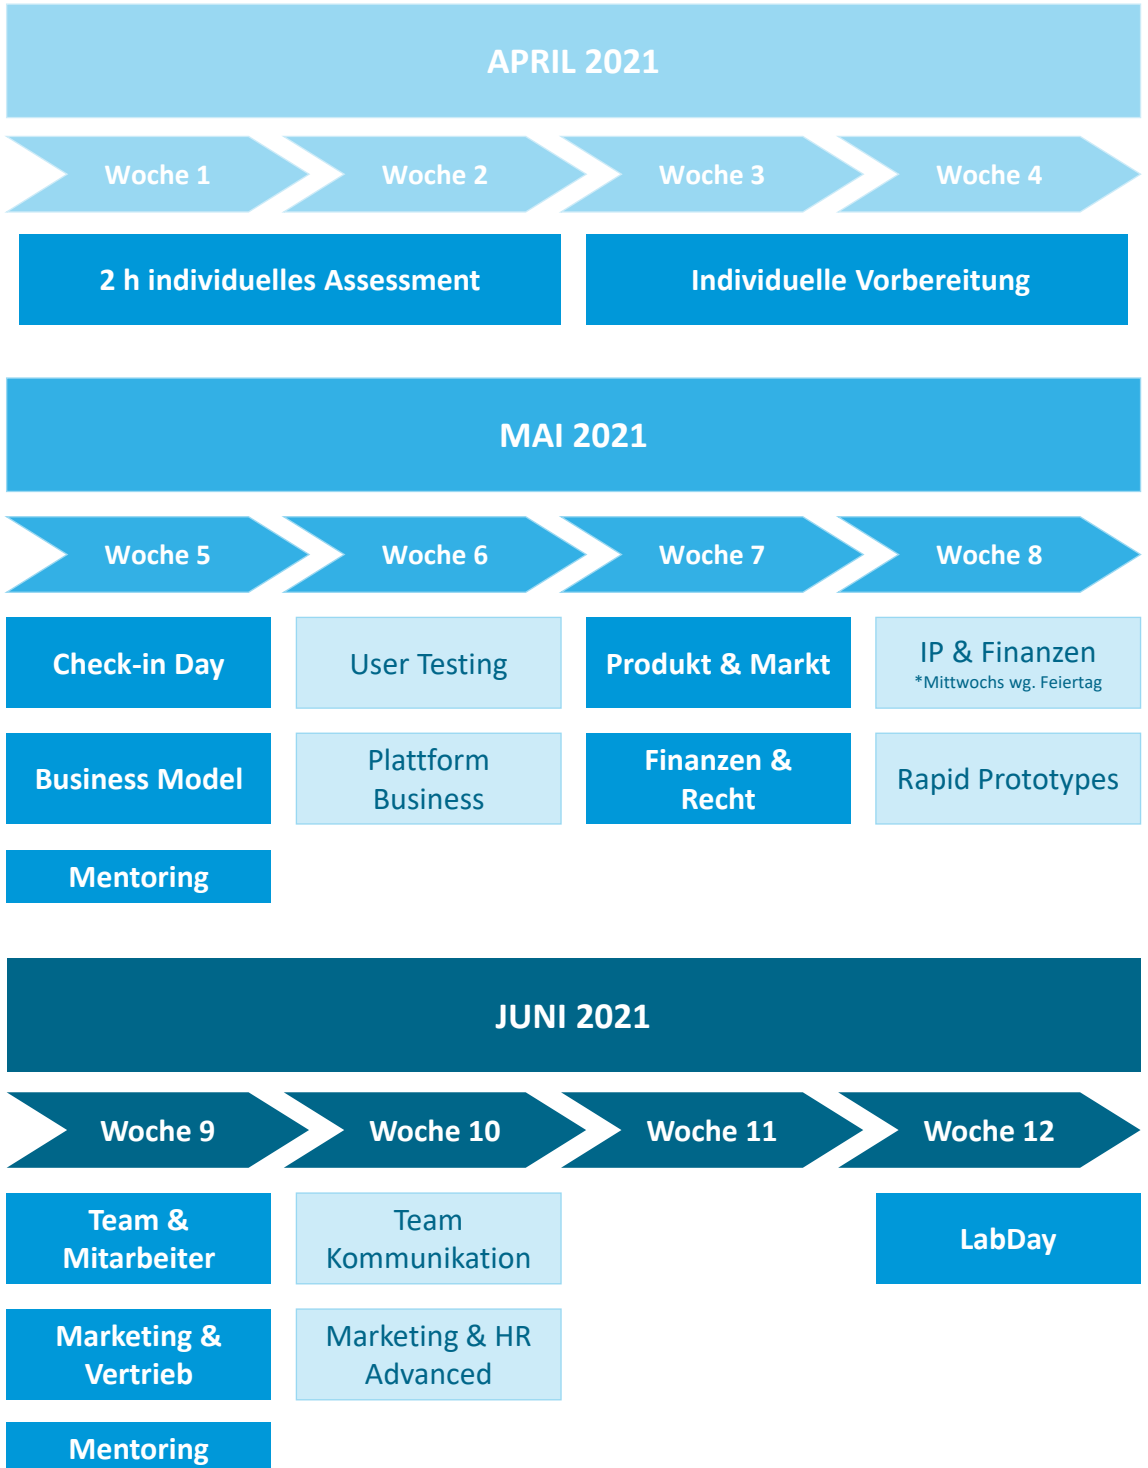 APRIL 2021
Woche 1
Woche 2
Woche 3
Woche 4
2 h individuelles Assessment
Individuelle Vorbereitung
MAI 2021
Woche 5
Woche 6
Woche 7
Woche 8
Check-in Day
User Testing
Produkt & Markt
IP & Finanzen
*Mittwochs wg. Feiertag
Business Model
Plattform
Business
Finanzen &
Recht
Rapid Prototypes
Mentoring
JUNI 2021
Woche 9
Woche 10
Woche 11
Woche 12
Team &
Mitarbeiter
Team
Kommunikation
LabDay
Marketing &
Vertrieb
Marketing & HR
Advanced
Mentoring